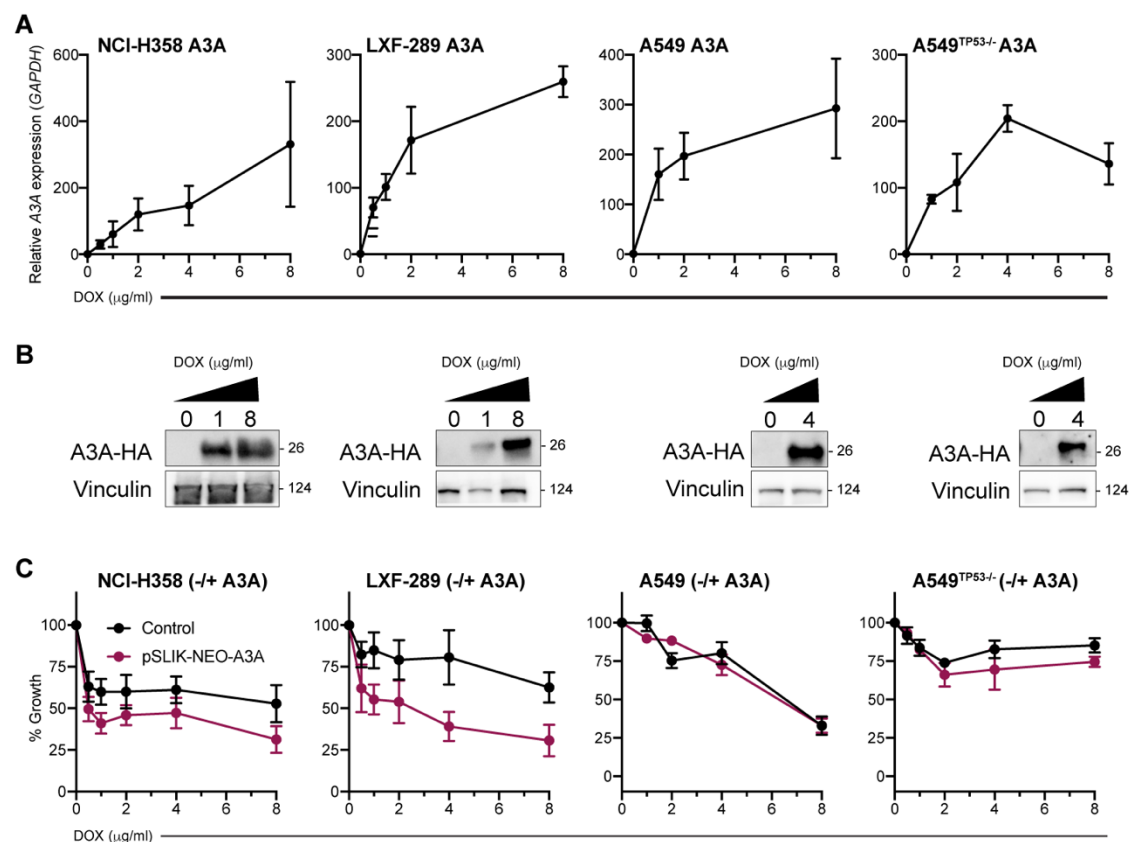 A
NCI-H358 A3A
LXF-289 A3A
A549 A3A
A549TP53-/- A3A
Relative A3A expression (GAPDH)
600
400
200
0
0 2 4 6 8
300
200
100
0
0 2 4 6 8
400
300
200
100
0
0 2 4 6 8
300
200
100
0
0 2 4 6 8
DOX (μg/ml)
B
DOX (μg/ml)
0 1 8
A3A-HA
26
Vinculin
124
DOX (μg/ml)
0 1 8
A3A-HA
26
Vinculin
124
DOX (μg/ml)
0 4
A3A-HA
26
Vinculin
124
DOX (μg/ml)
0 4
A3A-HA
26
Vinculin
124
C
NCI-H358 (-/+ A3A)
LXF-289 (-/+ A3A)
A549 (-/+ A3A)
A549TP53-/- (-/+ A3A)
% Growth
Control
pSLIK-NEO-A3A
100
75
50
25
0
0 2 4 6 8
100
75
50
25
0
0 2 4 6 8
100
75
50
25
0
0 2 4 6 8
100
75
50
25
0
0 2 4 6 8
DOX (μg/ml)